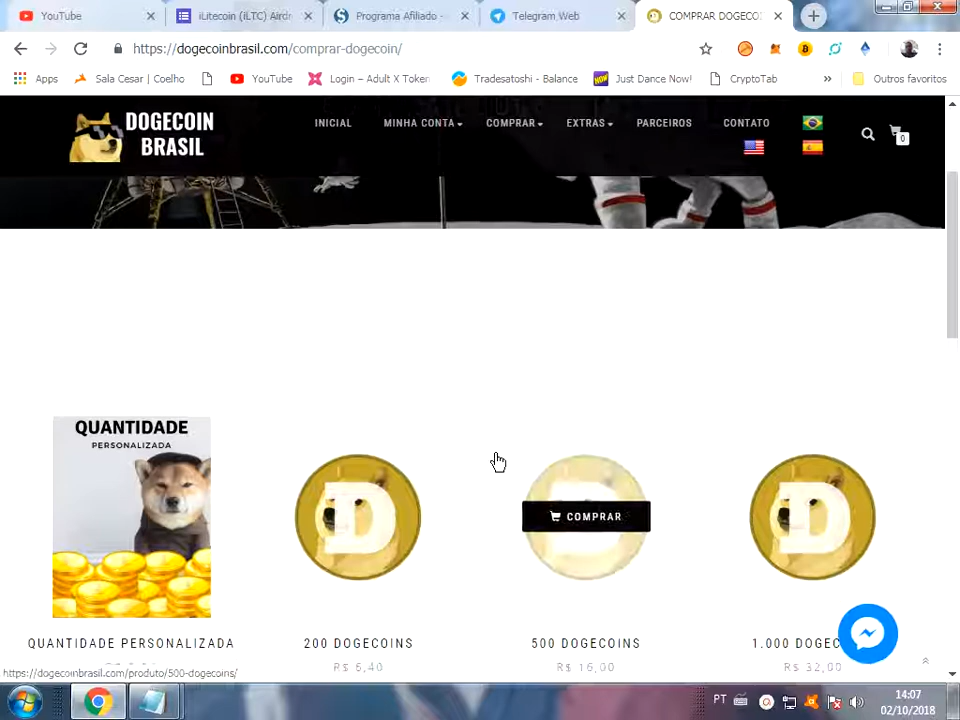 YouTube
iLitecoin (iLTC) Airdr
Programa Afiliado -
Telegram Web
COMPRAR DOGECO
https://dogecoinbrasil.com/comprar-dogecoin/
Apps
Sala Cesar | Coelho
YouTube
Login – Adult X Token
Tradesatoshi - Balance
Just Dance Now!
CryptoTab
»
Outros favoritos
DOGECOIN
BRASIL
INICIAL
MINHA CONTA
COMPRAR
EXTRAS
PARCEIROS
CONTATO
0
QUANTIDADE
PERSONALIZADA
COMPRAR
QUANTIDADE PERSONALIZADA
200 DOGECOINS
500 DOGECOINS
1.000 DOGEC
R$ 6,40
R$ 16,00
R$ 32,00
https://dogecoinbrasil.com/produto/500-dogecoins/
PT
14:07
02/10/2018